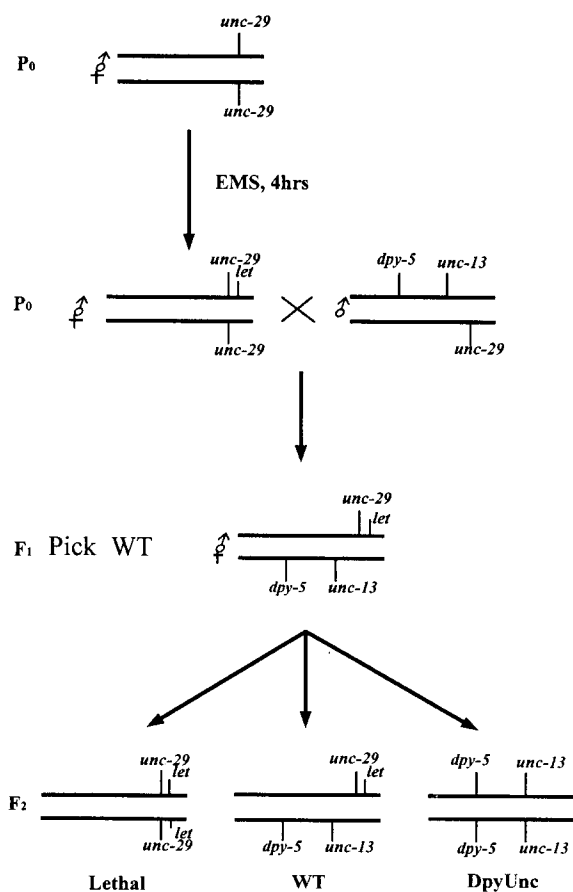 unc-29
P0
unc-29
EMS, 4hrs
unc-29
let
dpy-5
unc-13
P0
unc-29
unc-29
unc-29
let
F1 Pick WT
dpy-5
unc-13
unc-29
let
unc-29
let
dpy-5
unc-13
F2
let
unc-29
dpy-5
unc-13
dpy-5
unc-13
Lethal
WT
DpyUnc